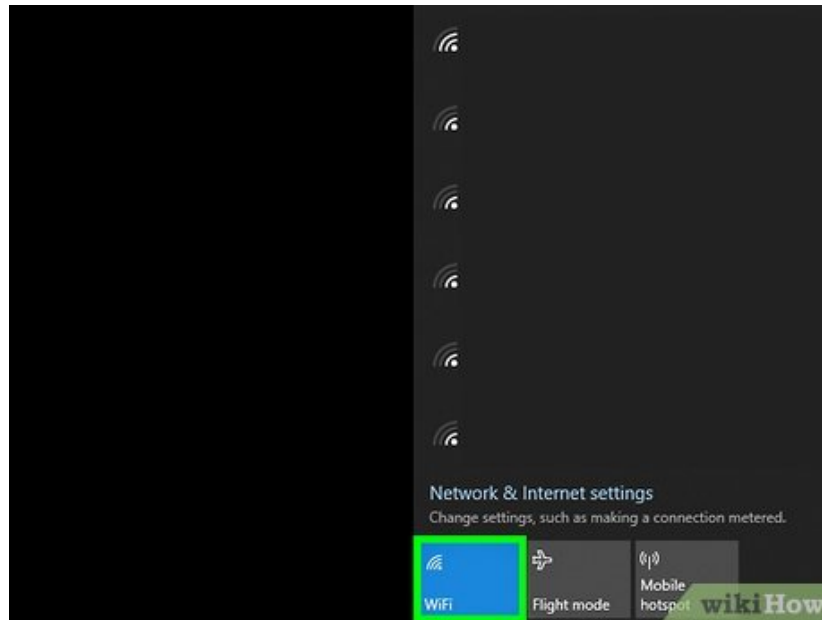 Network & Internet settings
Change settings, such as making a connection metered.
WiFi
Flight mode
Mobile
hotspot
wikiHow